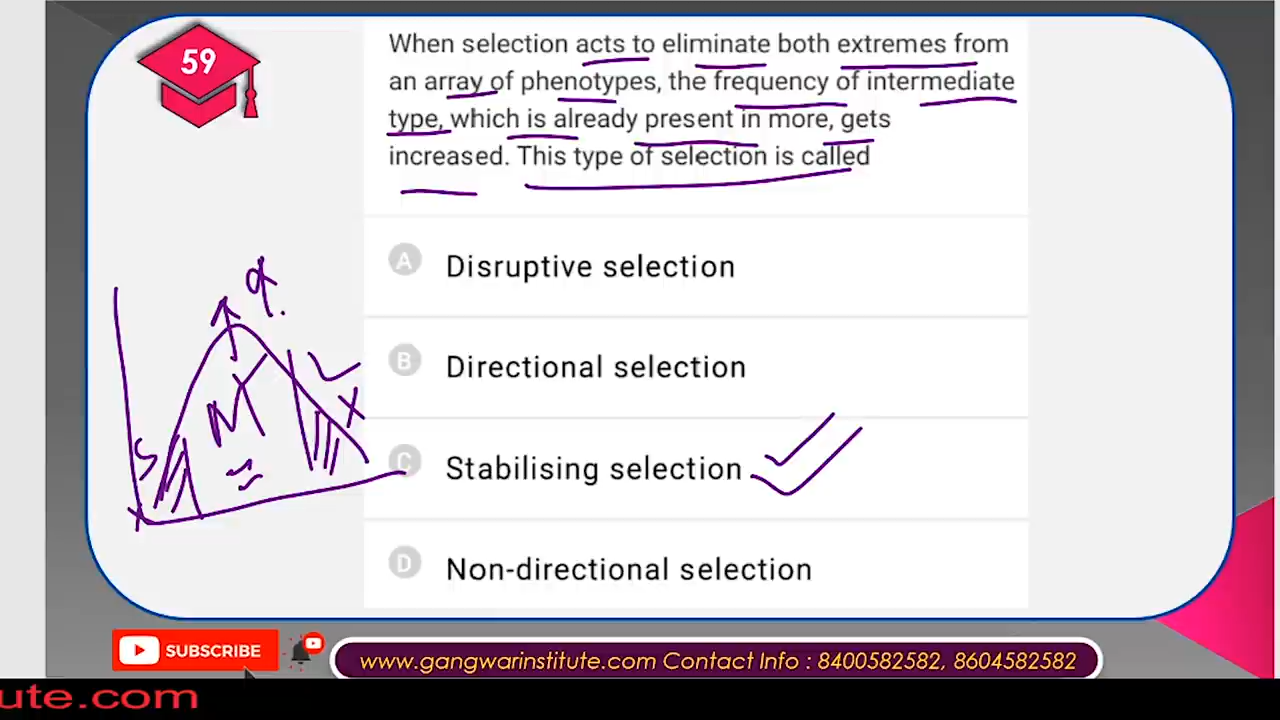 59
When selection acts to eliminate both extremes from
an array of phenotypes, the frequency of intermediate
type, which is already present in more, gets
increased. This type of selection is called
A Disruptive selection
B Directional selection
C Stabilising selection
D Non-directional selection
S
M
L
SUBSCRIBE
www.gangwarinstitute.com Contact Info : 8400582582, 8604582582
ute.com